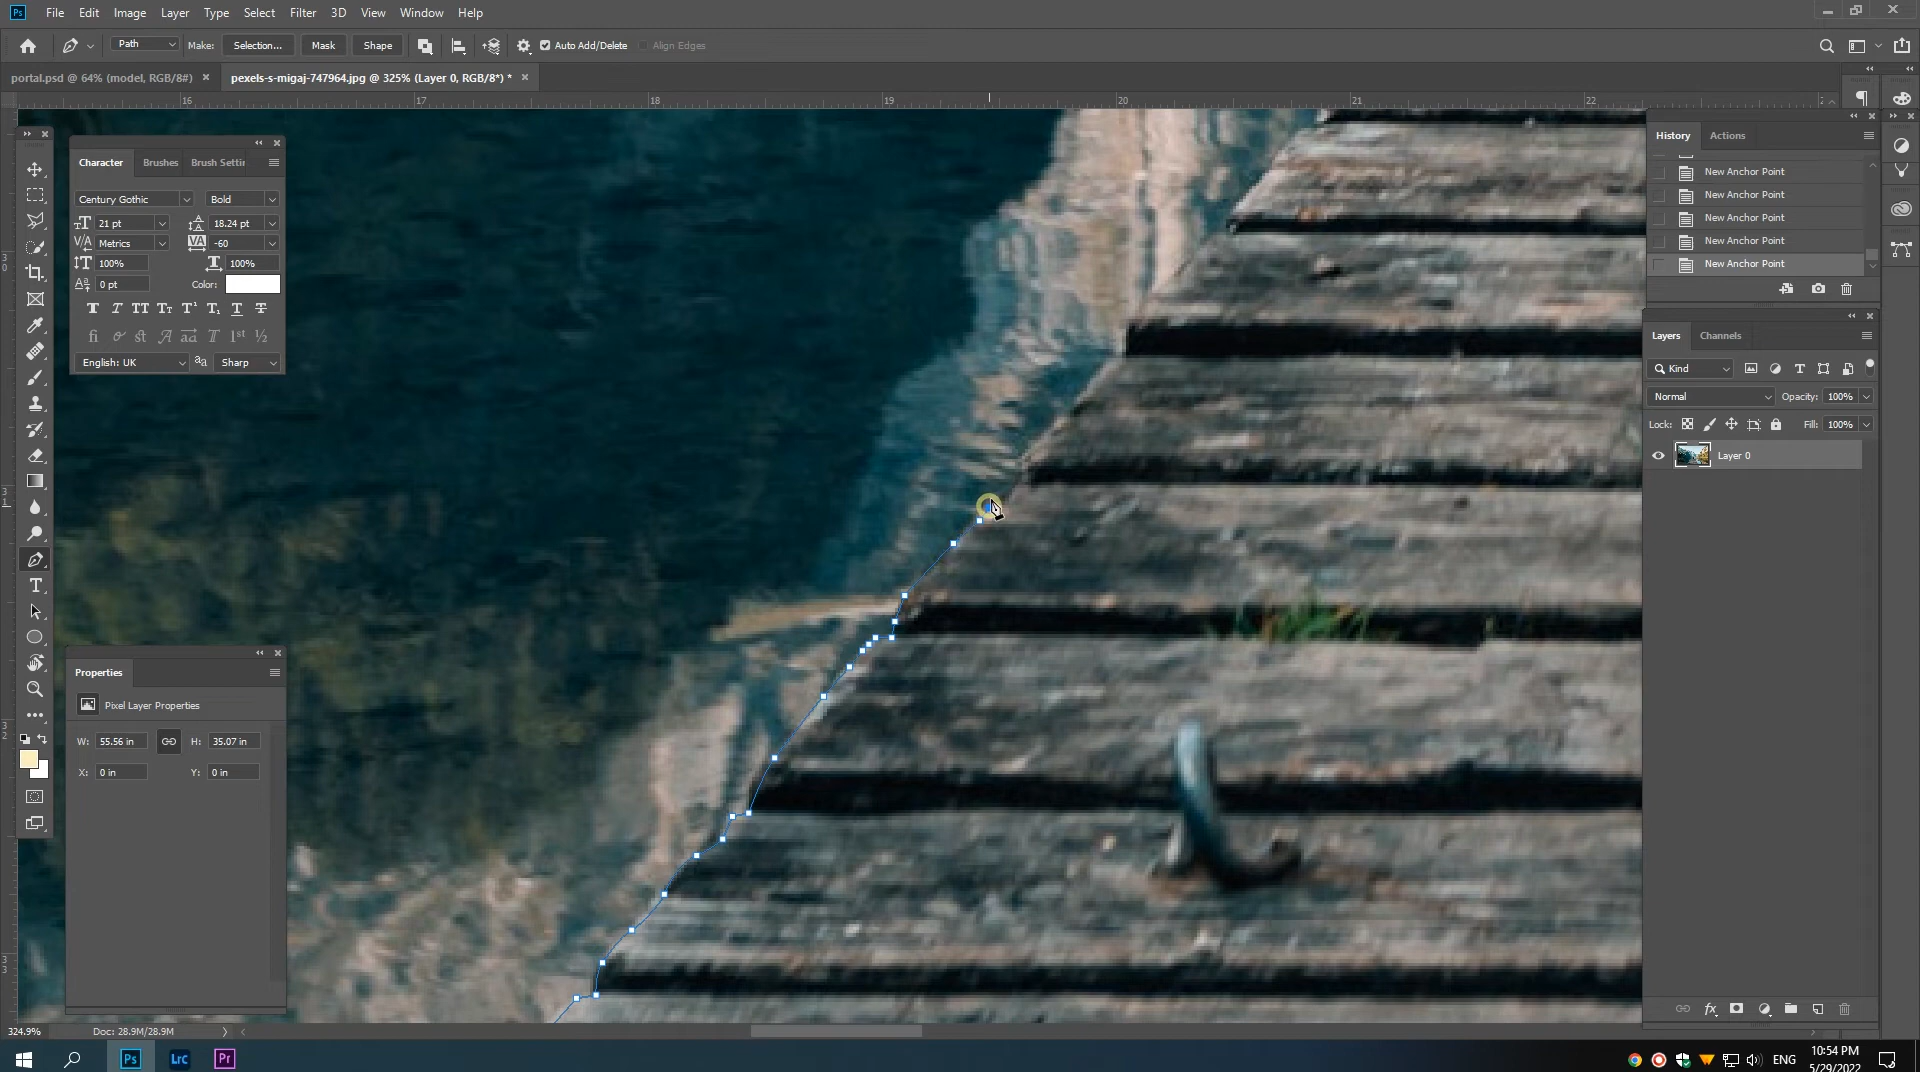 Ps File Edit Image Layer Type Select Filter 3D View Window Help
Path Make: Selection... Mask Shape Auto Add/Delete Align Edges
portal.psd @ 64% (model, RGB/8#) × pexels-s-migaj-747964.jpg @ 325% (Layer 0, RGB/8*) * ×
16 17 18 19 20 21 22
Character Brushes Brush Settin
Century Gothic Bold
21 pt 18.24 pt
Metrics -60
100% 100%
0 pt Color:
English: UK Sharp
Properties
Pixel Layer Properties
W: 55.56 in H: 35.07 in
X: 0 in Y: 0 in
History Actions
New Anchor Point
New Anchor Point
New Anchor Point
New Anchor Point
New Anchor Point
Layers Channels
Kind
Normal Opacity: 100%
Lock: Fill: 100%
Layer 0
324.9% Doc: 28.9M/28.9M
Ps Lrc Pr
ENG 10:54 PM
5/29/2022